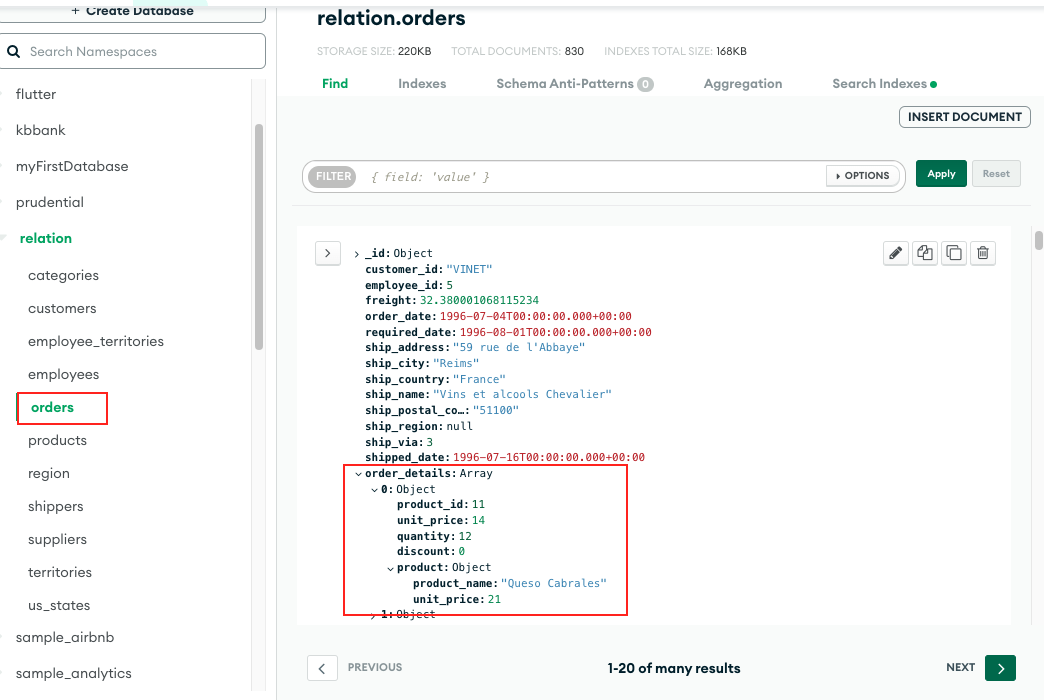 + Create Database
Search Namespaces
flutter
kbbank
myFirstDatabase
prudential
relation
categories
customers
employee_territories
employees
orders
products
region
shippers
suppliers
territories
us_states
sample_airbnb
sample_analytics
relation.orders
STORAGE SIZE: 220KB TOTAL DOCUMENTS: 830 INDEXES TOTAL SIZE: 168KB
Find Indexes Schema Anti-Patterns 0 Aggregation Search Indexes
INSERT DOCUMENT
FILTER { field: 'value' } OPTIONS Apply Reset
_id: Object
customer_id: "VINET"
employee_id: 5
freight: 32.380001068115234
order_date: 1996-07-04T00:00:00.000+00:00
required_date: 1996-08-01T00:00:00.000+00:00
ship_address: "59 rue de l'Abbaye"
ship_city: "Reims"
ship_country: "France"
ship_name: "Vins et alcools Chevalier"
ship_postal_co…: "51100"
ship_region: null
ship_via: 3
shipped_date: 1996-07-16T00:00:00.000+00:00
order_details: Array
0: Object
product_id: 11
unit_price: 14
quantity: 12
discount: 0
product: Object
product_name: "Queso Cabrales"
unit_price: 21
1: Object
PREVIOUS 1-20 of many results NEXT